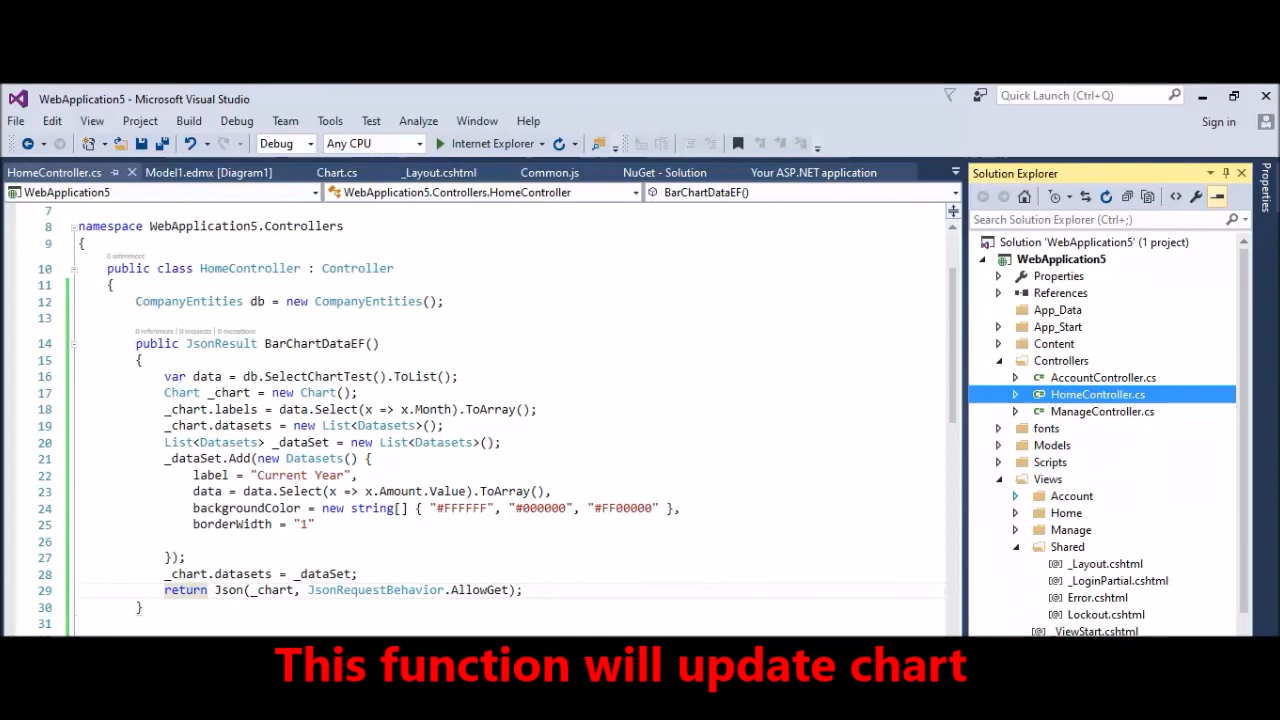 WebApplication5 - Microsoft Visual Studio
Quick Launch (Ctrl+Q)
File Edit View Project Build Debug Team Tools Test Analyze Window Help
Sign in
Debug Any CPU Internet Explorer
HomeController.cs Model1.edmx [Diagram1] Chart.cs _Layout.cshtml Common.js NuGet - Solution Your ASP.NET application
WebApplication5 WebApplication5.Controllers.HomeController BarChartDataEF()
7
8 namespace WebApplication5.Controllers
9 {
0 references
10 public class HomeController : Controller
11 {
12 CompanyEntities db = new CompanyEntities();
13
0 references | 0 requests | 0 exceptions
14 public JsonResult BarChartDataEF()
15 {
16 var data = db.SelectChartTest().ToList();
17 Chart _chart = new Chart();
18 _chart.labels = data.Select(x => x.Month).ToArray();
19 _chart.datasets = new List<Datasets>();
20 List<Datasets> _dataSet = new List<Datasets>();
21 _dataSet.Add(new Datasets() {
22 label = "Current Year",
23 data = data.Select(x => x.Amount.Value).ToArray(),
24 backgroundColor = new string[] { "#FFFFFF", "#000000", "#FF00000" },
25 borderWidth = "1"
26
27 });
28 _chart.datasets = _dataSet;
29 return Json(_chart, JsonRequestBehavior.AllowGet);
30 }
31
Solution Explorer
Search Solution Explorer (Ctrl+;)
Solution 'WebApplication5' (1 project)
WebApplication5
Properties
References
App_Data
App_Start
Content
Controllers
AccountController.cs
HomeController.cs
ManageController.cs
fonts
Models
Scripts
Views
Account
Home
Manage
Shared
_Layout.cshtml
_LoginPartial.cshtml
Error.cshtml
Lockout.cshtml
_ViewStart.cshtml
Properties
This function will update chart